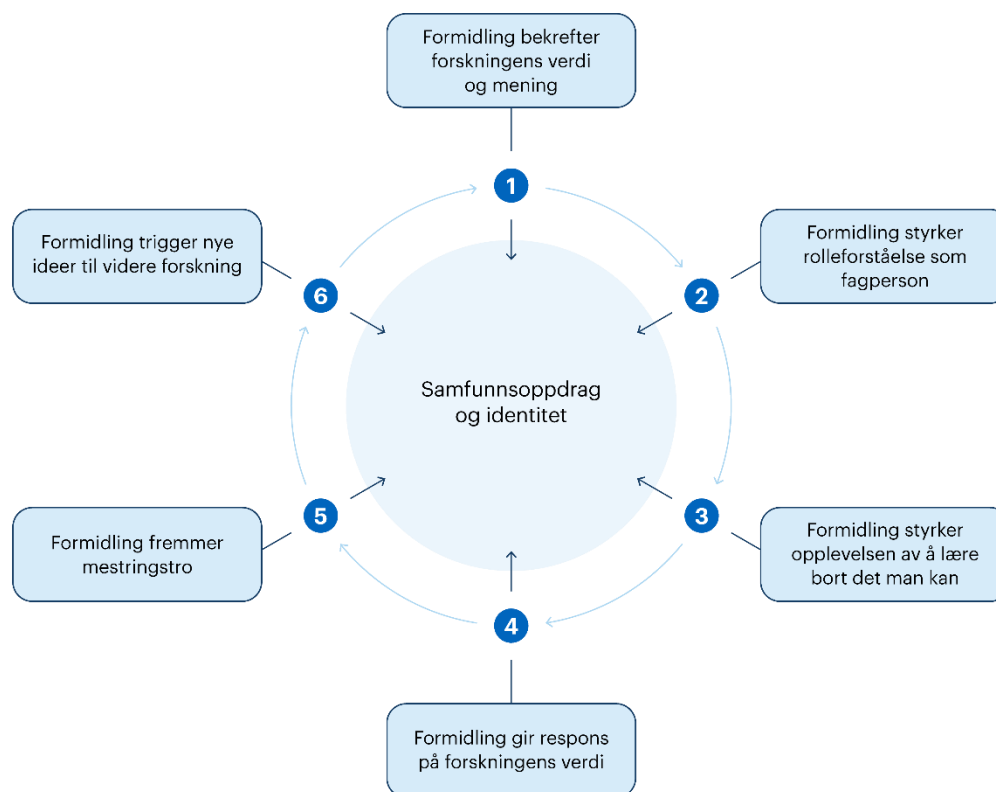 Formidling bekrefter
forskningens verdi
og mening
1
Formidling styrker
rolleforståelse som
fagperson
2
Formidling styrker
opplevelsen av å lære
bort det man kan
3
Formidling gir respons
på forskningens verdi
4
Formidling fremmer
mestringstro
5
Formidling trigger nye
ideer til videre forskning
6
Samfunnsoppdrag
og identitet